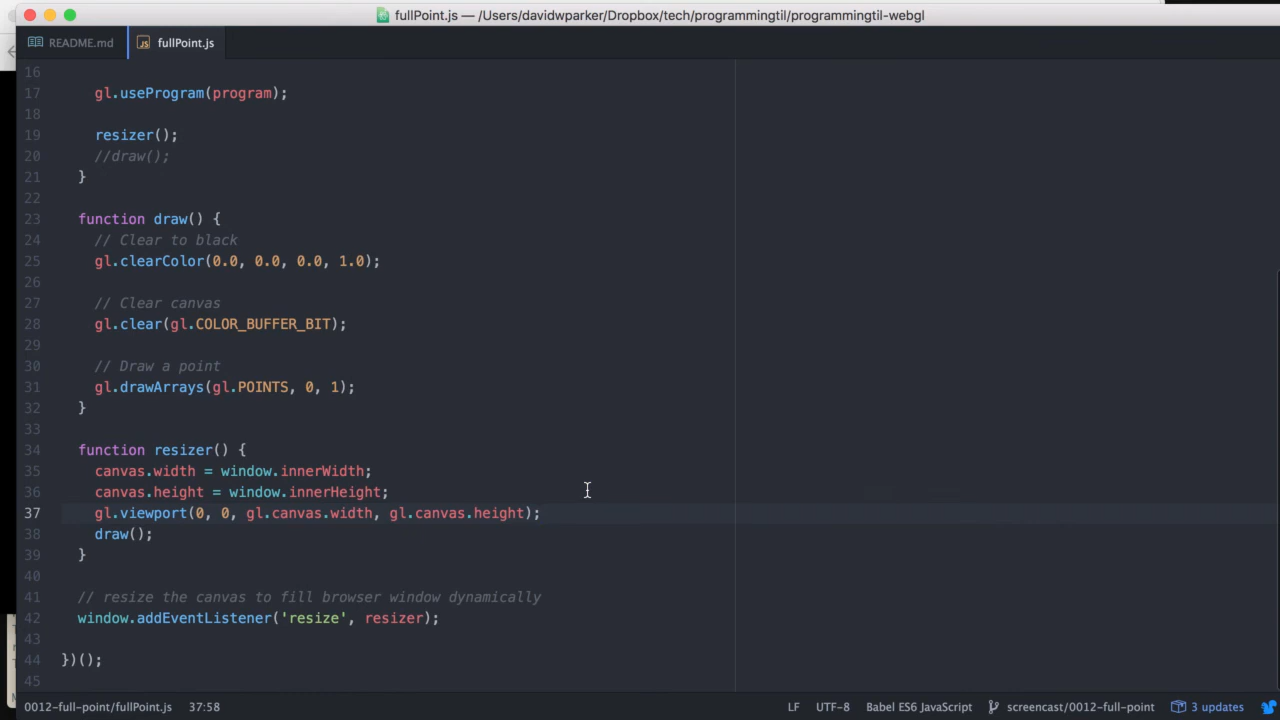 fullPoint.js — /Users/davidwparker/Dropbox/tech/programmingtil/programmingtil-webgl
README.md fullPoint.js
16
17 gl.useProgram(program);
18
19 resizer();
20 //draw();
21 }
22
23 function draw() {
24 // Clear to black
25 gl.clearColor(0.0, 0.0, 0.0, 1.0);
26
27 // Clear canvas
28 gl.clear(gl.COLOR_BUFFER_BIT);
29
30 // Draw a point
31 gl.drawArrays(gl.POINTS, 0, 1);
32 }
33
34 function resizer() {
35 canvas.width = window.innerWidth;
36 canvas.height = window.innerHeight;
37 gl.viewport(0, 0, gl.canvas.width, gl.canvas.height);
38 draw();
39 }
40
41 // resize the canvas to fill browser window dynamically
42 window.addEventListener('resize', resizer);
43
44 })();
45
0012-full-point/fullPoint.js 37:58 LF UTF-8 Babel ES6 JavaScript screencast/0012-full-point 3 updates